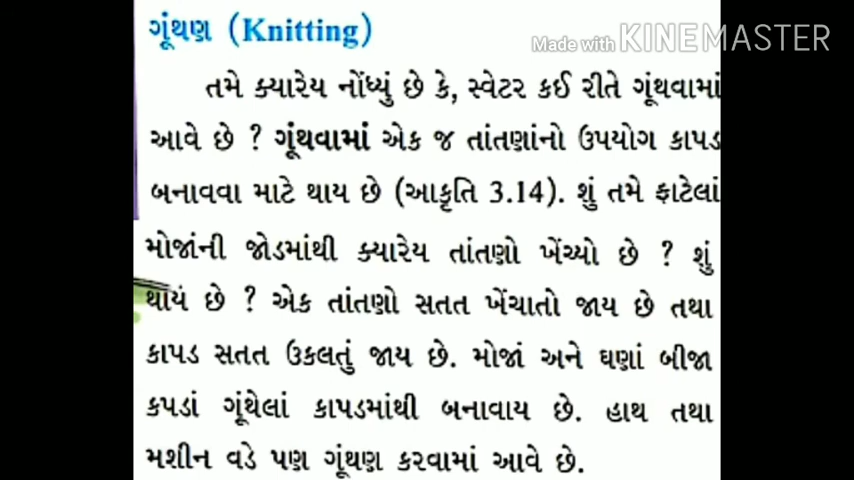 ગૂંથણ (Knitting)
Made with KINEMASTER
તમે ક્યારેય નોંધ્યું છે કે, સ્વેટર કઈ રીતે ગૂંથવામાં
આવે છે ? ગૂંથવામાં એક જ તાંતણાંનો ઉપયોગ કાપડ
બનાવવા માટે થાય છે (આકૃતિ 3.14). શું તમે ફાટેલાં
મોજાંની જોડમાંથી ક્યારેય તાંતણો ખેંચ્યો છે ? શું
થાય છે ? એક તાંતણો સતત ખેંચાતો જાય છે તથા
કાપડ સતત ઉકલતું જાય છે. મોજાં અને ઘણાં બીજા
કપડાં ગૂંથેલાં કાપડમાંથી બનાવાય છે. હાથ તથા
મશીન વડે પણ ગૂંથણ કરવામાં આવે છે.